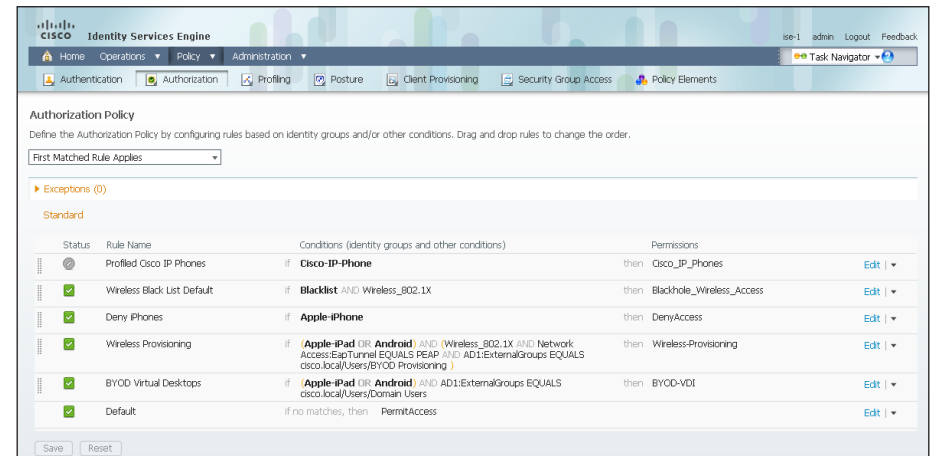 CISCO Identity Services Engine
ise-1 admin Logout Feedback
Home Operations Policy Administration
Task Navigator
Authentication Authorization Profiling Posture Client Provisioning Security Group Access Policy Elements
Authorization Policy
Define the Authorization Policy by configuring rules based on identity groups and/or other conditions. Drag and drop rules to change the order.
First Matched Rule Applies
Exceptions (0)
Standard
Status Rule Name Conditions (identity groups and other conditions) Permissions
Profiled Cisco IP Phones if Cisco-IP-Phone then Cisco_IP_Phones Edit |
Wireless Black List Default if Blacklist AND Wireless_802.1X then Blackhole_Wireless_Access Edit |
Deny iPhones if Apple-iPhone then DenyAccess Edit |
Wireless Provisioning if (Apple-iPad OR Android) AND (Wireless_802.1X AND Network then Wireless-Provisioning Edit |
Access:EapTunnel EQUALS PEAP AND AD1:ExternalGroups EQUALS
cisco.local/Users/BYOD Provisioning )
BYOD Virtual Desktops if (Apple-iPad OR Android) AND AD1:ExternalGroups EQUALS then BYOD-VDI Edit |
cisco.local/Users/Domain Users
Default if no matches, then PermitAccess Edit |
Save Reset